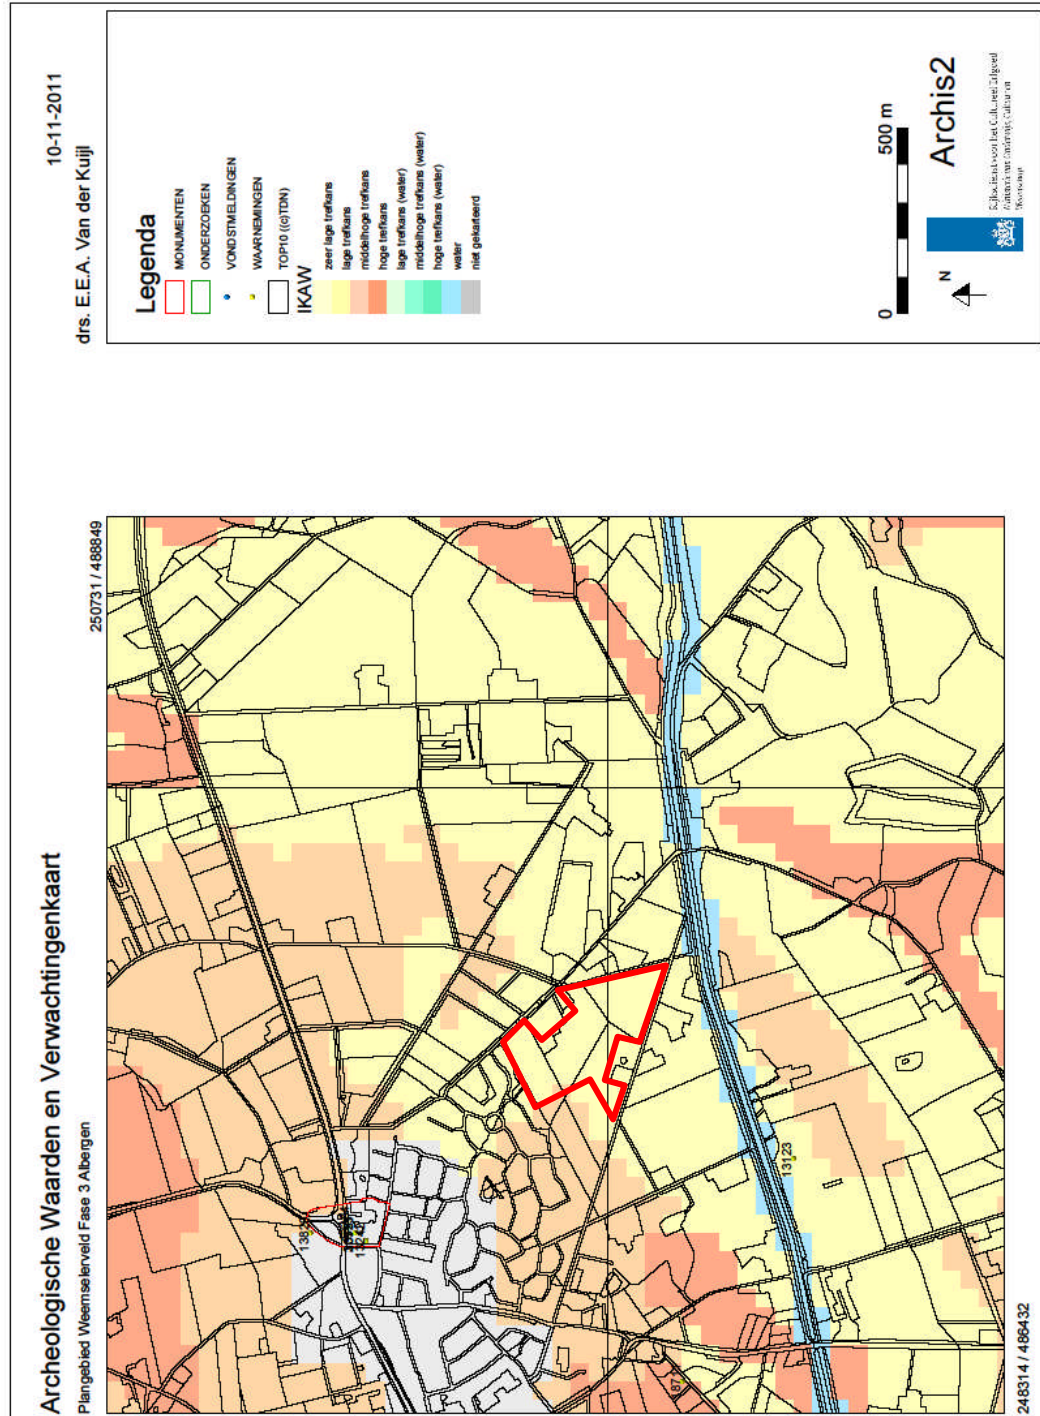 Archeologische Waarden en Verwachtingenkaart
Plangebied Weemselerveld Fase 3 Albergen
10-11-2011
drs. E.E.A. Van der Kuijl
250731 / 488849
13123
248314 / 486432
Legenda
MONUMENTEN
ONDERZOEKEN
VONDSTMELDINGEN
WAARNEMINGEN
TOP10 ((c)TDN)
IKAW
zeer lage trefkans
lage trefkans
middelhoge trefkans
hoge trefkans
lage trefkans (water)
middelhoge trefkans (water)
hoge trefkans (water)
water
niet gekarteerd
0 500 m
N
Archis2